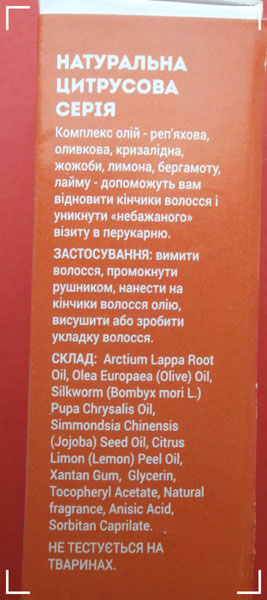 НАТУРАЛЬНА
ЦИТРУСОВА
СЕРІЯ
Комплекс олій - реп'яхова,
оливкова, кризалідна,
жожоби, лимона, бергамоту,
лайму - допоможуть вам
відновити кінчики волосся і
уникнути «небажаного»
візиту в перукарню.
ЗАСТОСУВАННЯ: вимити
волосся, промокнути
рушником, нанести на
кінчики волосся олію,
висушити або зробити
укладку волосся.
СКЛАД: Arctium Lappa Root
Oil, Olea Europaea (Olive) Oil,
Silkworm (Bombyx mori L.)
Pupa Chrysalis Oil,
Simmondsia Chinensis
(Jojoba) Seed Oil, Citrus
Limon (Lemon) Peel Oil,
Xantan Gum, Glycerin,
Tocopheryl Acetate, Natural
fragrance, Anisic Acid,
Sorbitan Caprilate.
НЕ ТЕСТУЄТЬСЯ НА
ТВАРИНАХ.